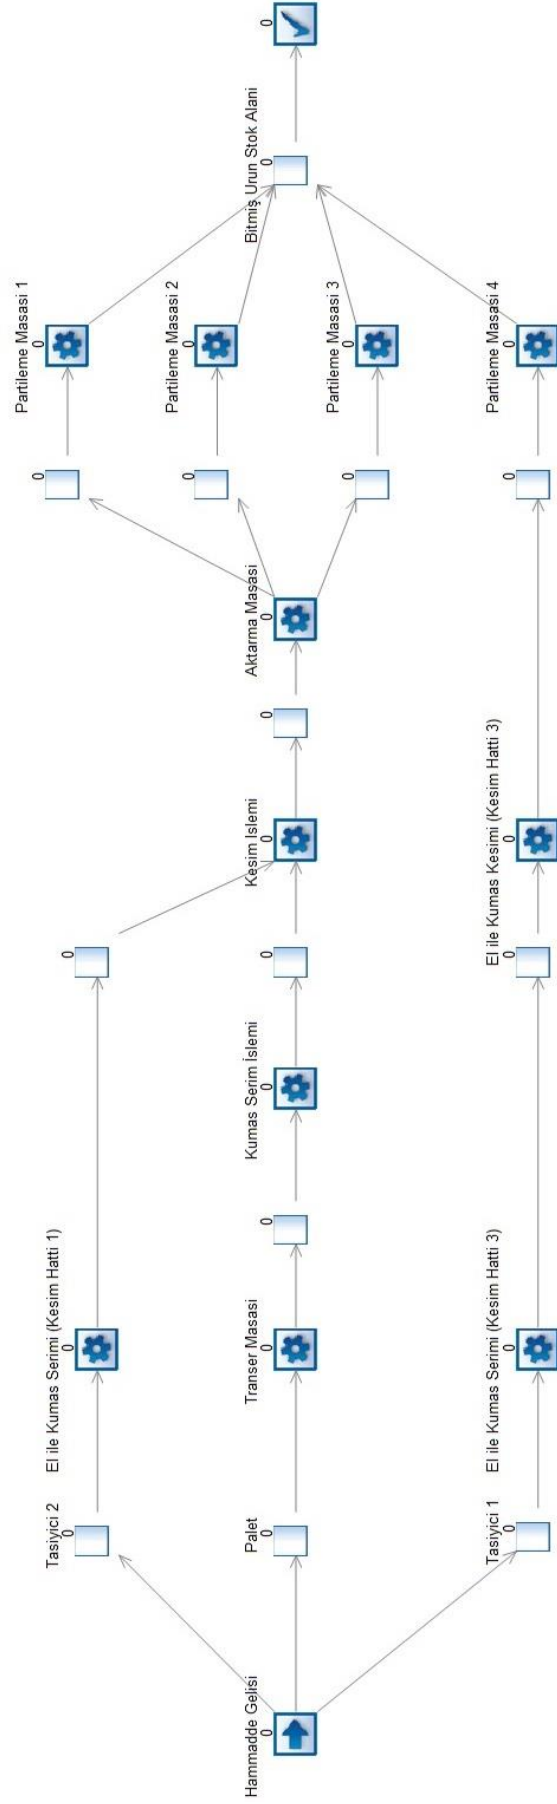 Partileme Masasi 1
0
0
Tasiyici 2
0
El ile Kumas Serimi (Kesim Hatti 1)
0
0
Partileme Masasi 2
0
0
Hammadde Gelisi
0
Palet
0
Transer Masasi
0
0
Kumas Serim İslemi
0
0
Kesim Islemi
0
0
Aktarma Masasi
0
Bitmiş Urun Stok Alani
0
0
Partileme Masasi 3
0
0
Tasiyici 1
0
El ile Kumas Serimi (Kesim Hatti 3)
0
0
El ile Kumas Kesimi (Kesim Hatti 3)
0
0
Partileme Masasi 4
0